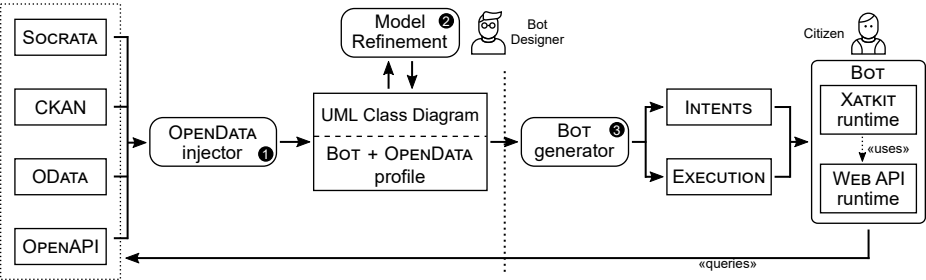 SOCRATA
CKAN
ODATA
OPENAPI
OPENDATA
injector 1
Model 2
Refinement
Bot
Designer
UML Class Diagram
BOT + OPENDATA
profile
BOT 3
generator
INTENTS
EXECUTION
Citizen
BOT
XATKIT
runtime
«uses»
WEB API
runtime
«queries»